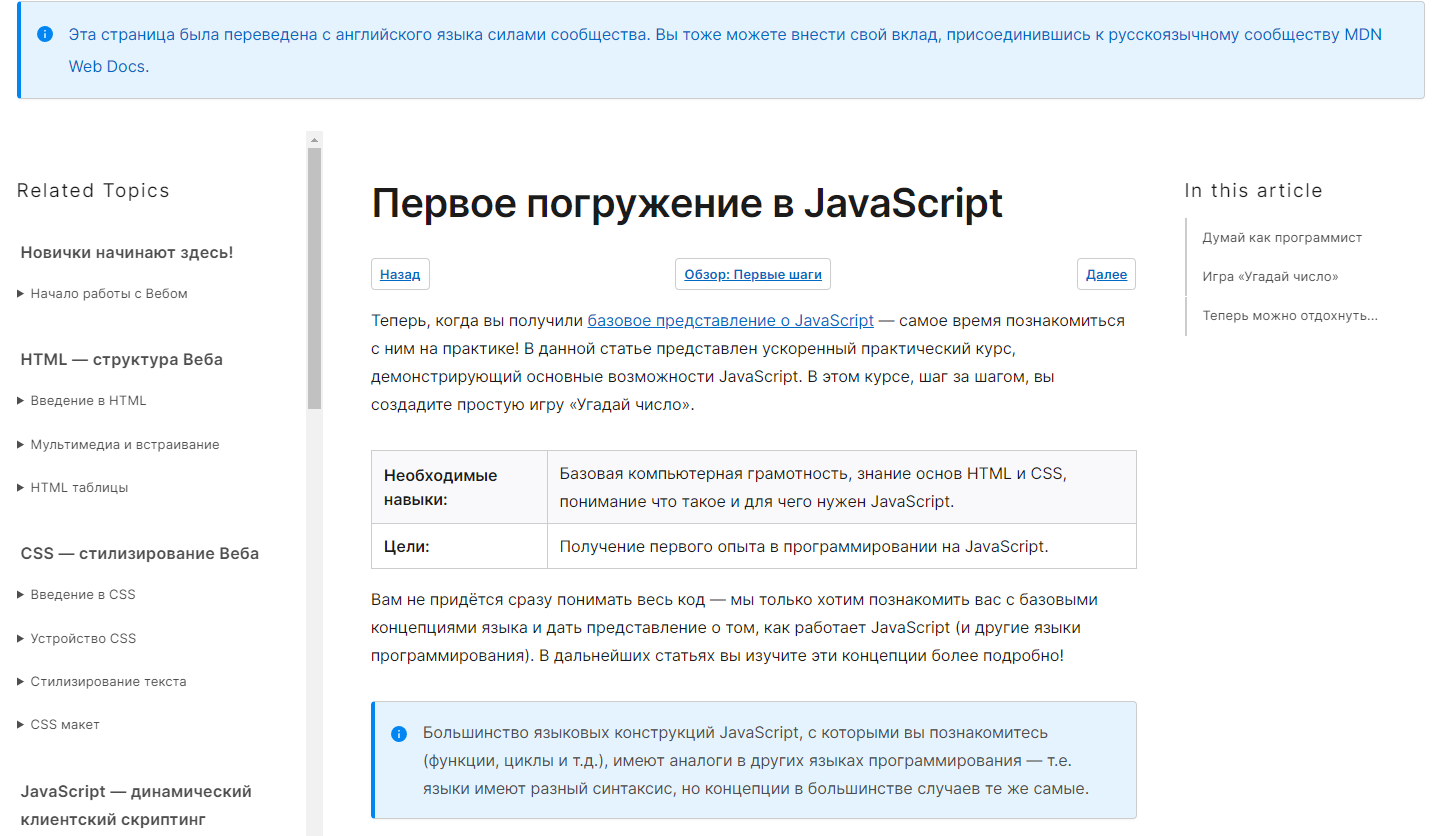 Эта страница была переведена с английского языка силами сообщества. Вы тоже можете внести свой вклад, присоединившись к русскоязычному сообществу MDN
Web Docs.
Related Topics
Новички начинают здесь!
Начало работы с Вебом
HTML — структура Веба
Введение в HTML
Мультимедиа и встраивание
HTML таблицы
CSS — стилизирование Веба
Введение в CSS
Устройство CSS
Стилизирование текста
CSS макет
JavaScript — динамический
клиентский скриптинг
Первое погружение в JavaScript
Назад
Обзор: Первые шаги
Далее
Теперь, когда вы получили базовое представление о JavaScript — самое время познакомиться
с ним на практике! В данной статье представлен ускоренный практический курс,
демонстрирующий основные возможности JavaScript. В этом курсе, шаг за шагом, вы
создадите простую игру «Угадай число».
Необходимые
навыки:
Базовая компьютерная грамотность, знание основ HTML и CSS,
понимание что такое и для чего нужен JavaScript.
Цели:
Получение первого опыта в программировании на JavaScript.
Вам не придётся сразу понимать весь код — мы только хотим познакомить вас с базовыми
концепциями языка и дать представление о том, как работает JavaScript (и другие языки
программирования). В дальнейших статьях вы изучите эти концепции более подробно!
Большинство языковых конструкций JavaScript, с которыми вы познакомитесь
(функции, циклы и т.д.), имеют аналоги в других языках программирования — т.е.
языки имеют разный синтаксис, но концепции в большинстве случаев те же самые.
In this article
Думай как программист
Игра «Угадай число»
Теперь можно отдохнуть...